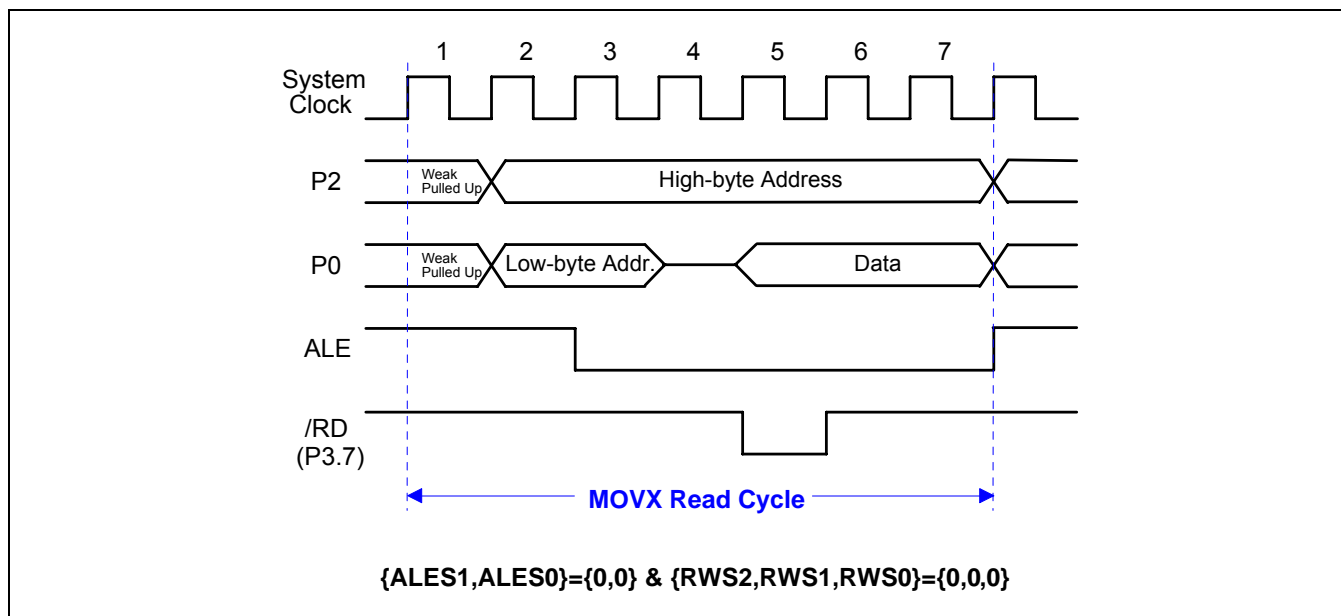 1 2 3 4 5 6 7
System
Clock
P2
Weak
Pulled Up
High-byte Address
P0
Weak
Pulled Up
Low-byte Addr.
Data
ALE
/RD
(P3.7)
MOVX Read Cycle
{ALES1,ALES0}={0,0} & {RWS2,RWS1,RWS0}={0,0,0}